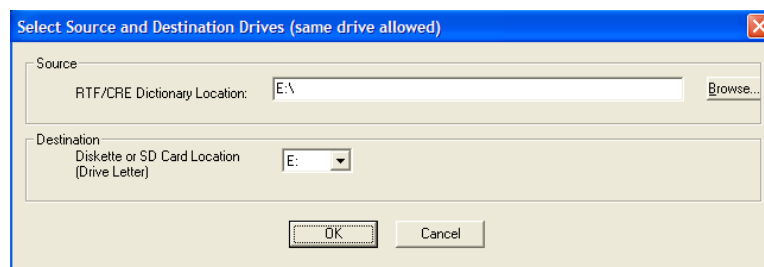 Select Source and Destination Drives (same drive allowed)
Source
RTF/CRE Dictionary Location:
E:\
Browse...
Destination
Diskette or SD Card Location
(Drive Letter)
E:
OK
Cancel